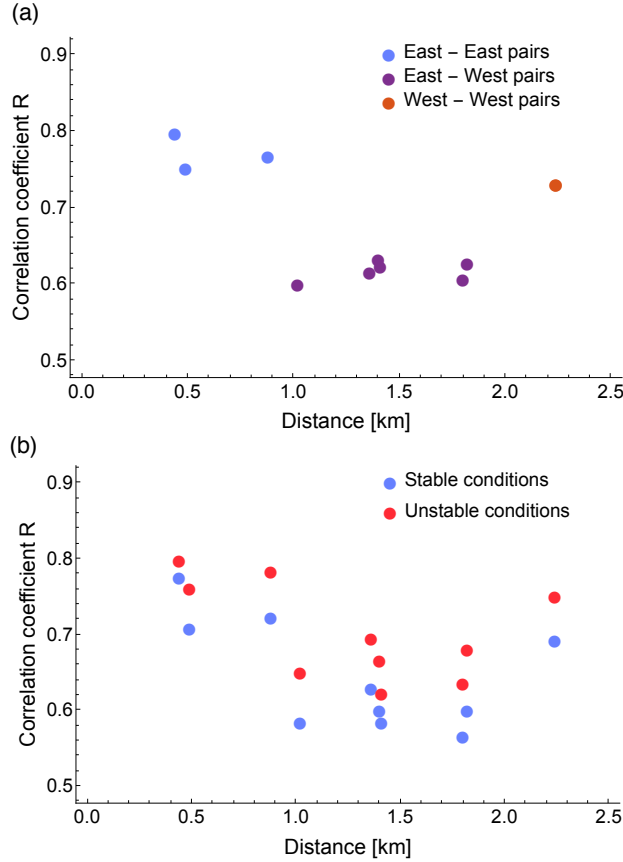 (a)
0.9
0.8
0.7
0.6
0.5
Correlation coefficient R
East – East pairs
East – West pairs
West – West pairs
0.0 0.5 1.0 1.5 2.0 2.5
Distance [km]
(b)
0.9
0.8
0.7
0.6
0.5
Correlation coefficient R
Stable conditions
Unstable conditions
0.0 0.5 1.0 1.5 2.0 2.5
Distance [km]